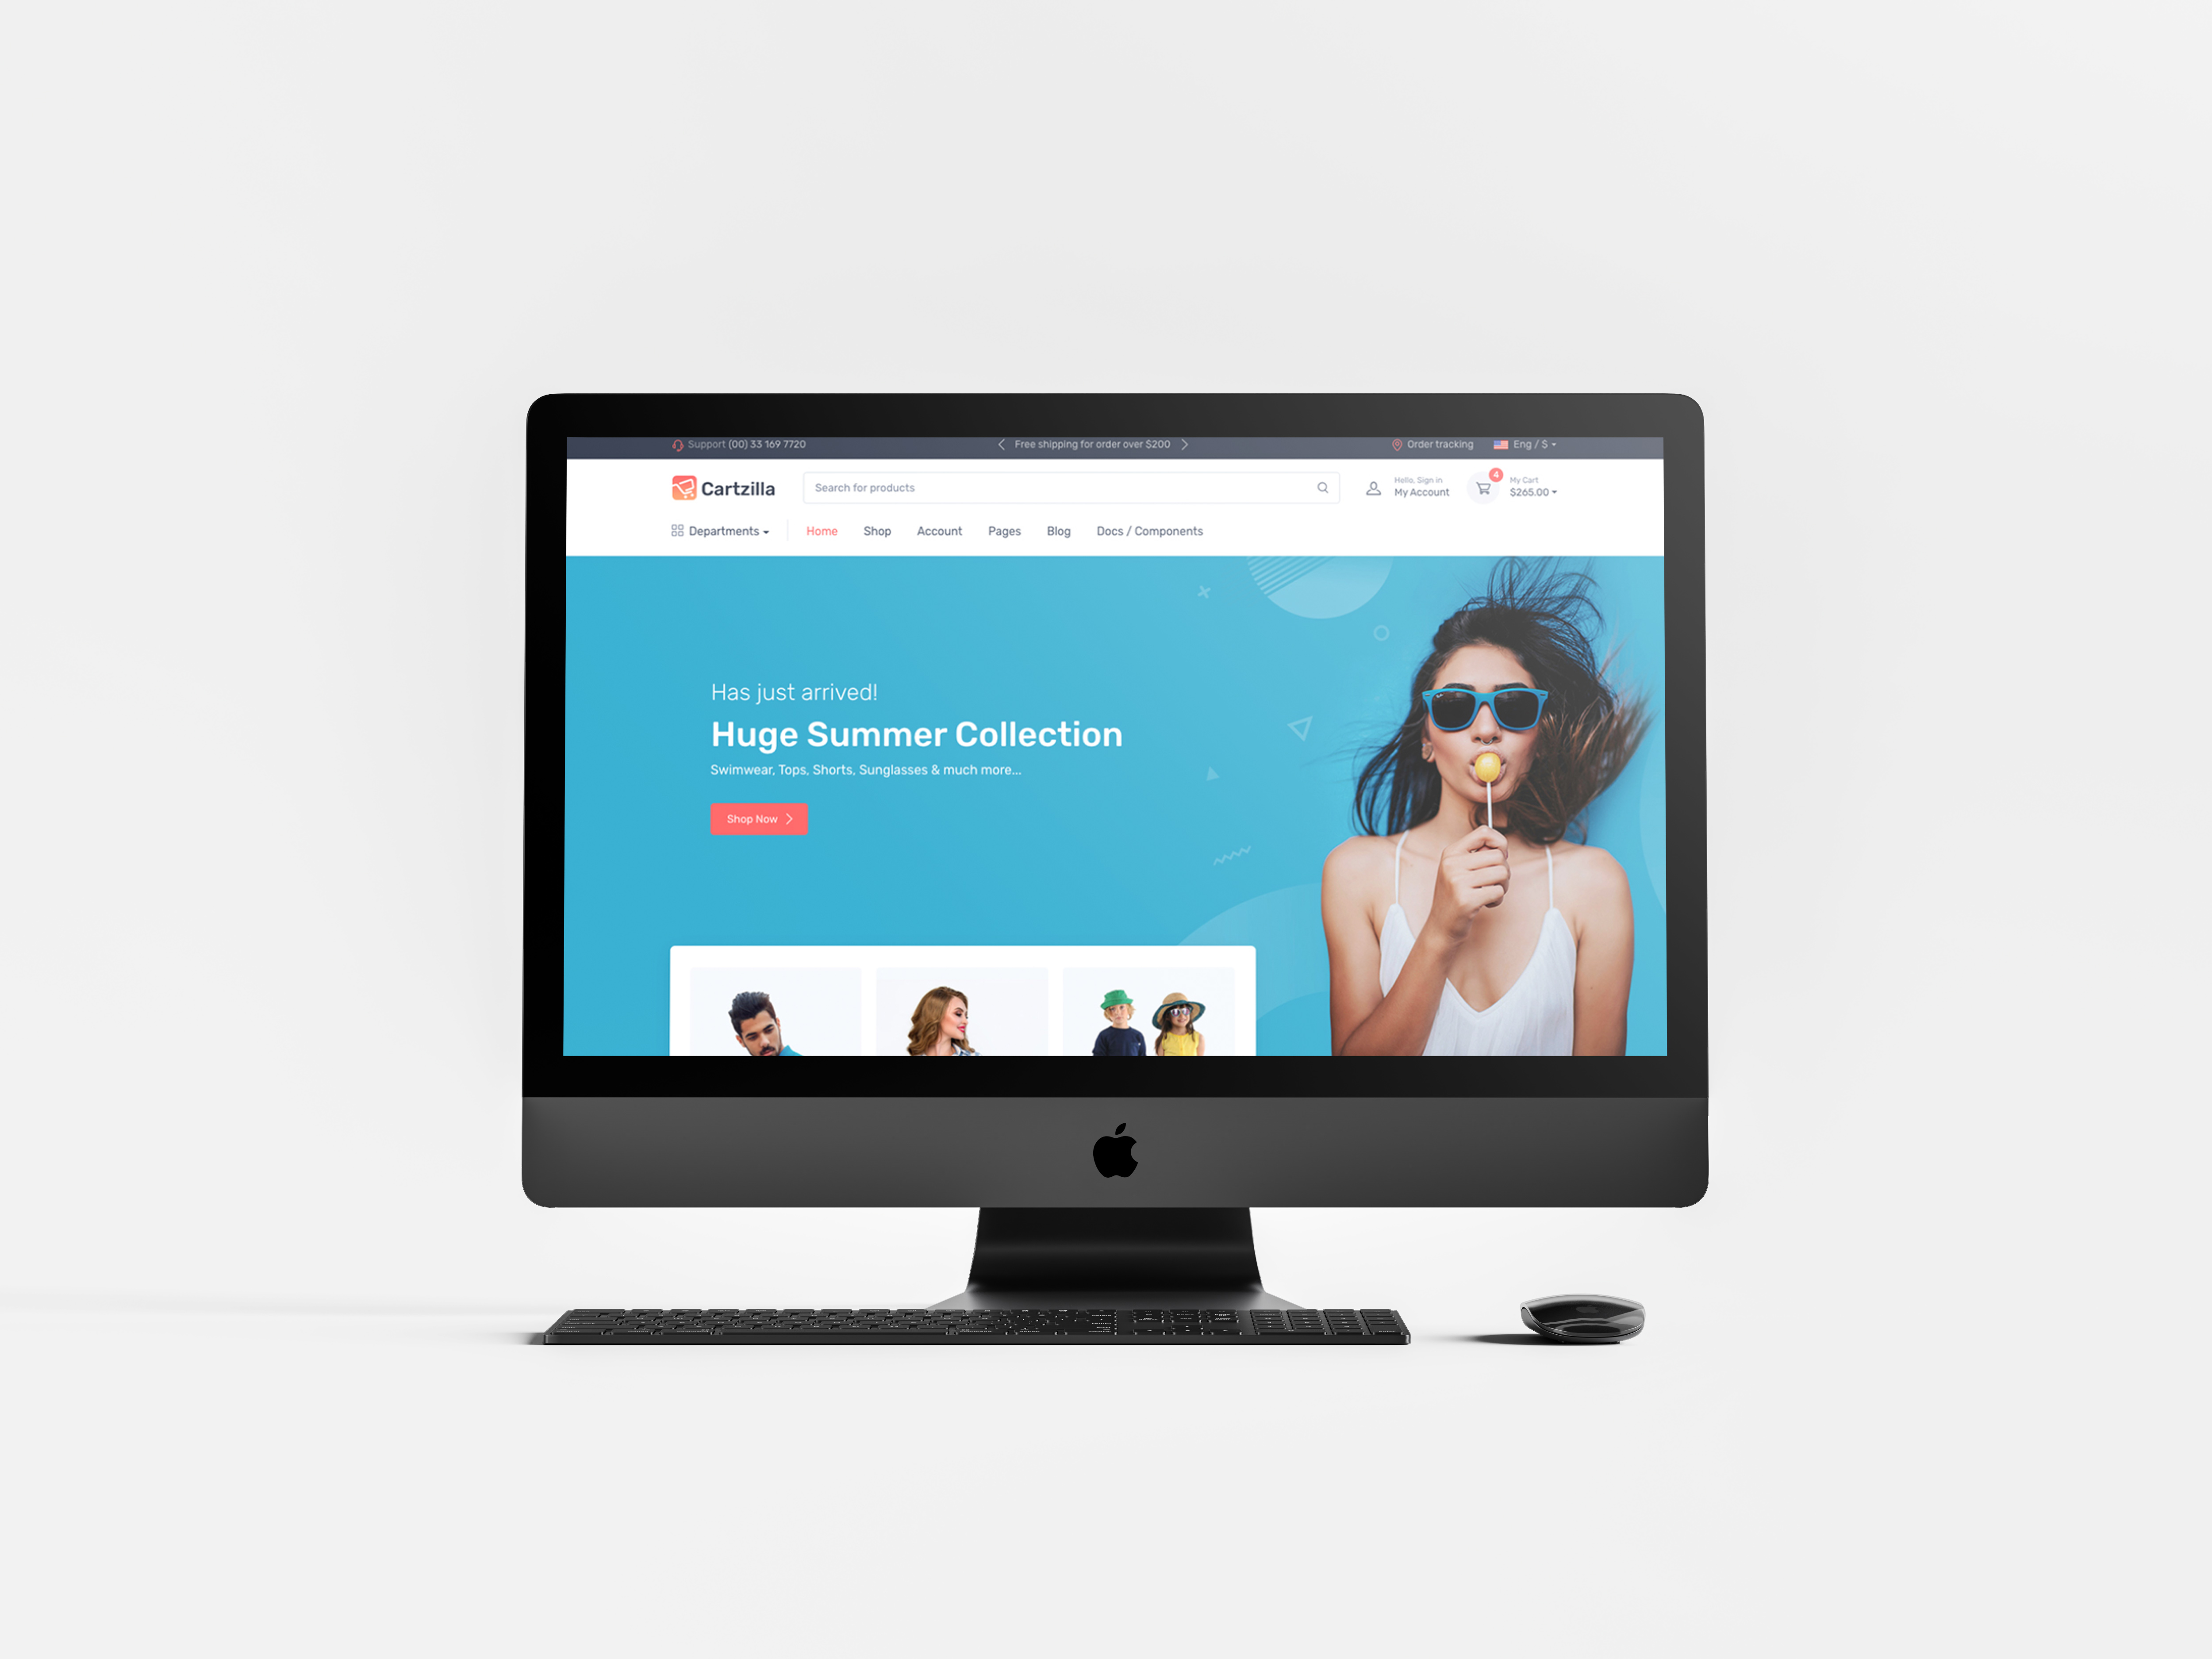 Support (00) 33 169 7720
Free shipping for order over $200
Order tracking
Eng / $
Cartzilla
Search for products
Hello, Sign in
My Account
4
My Cart
$265.00
Departments
Home
Shop
Account
Pages
Blog
Docs / Components
Has just arrived!
Huge Summer Collection
Swimwear, Tops, Shorts, Sunglasses & much more...
Shop Now